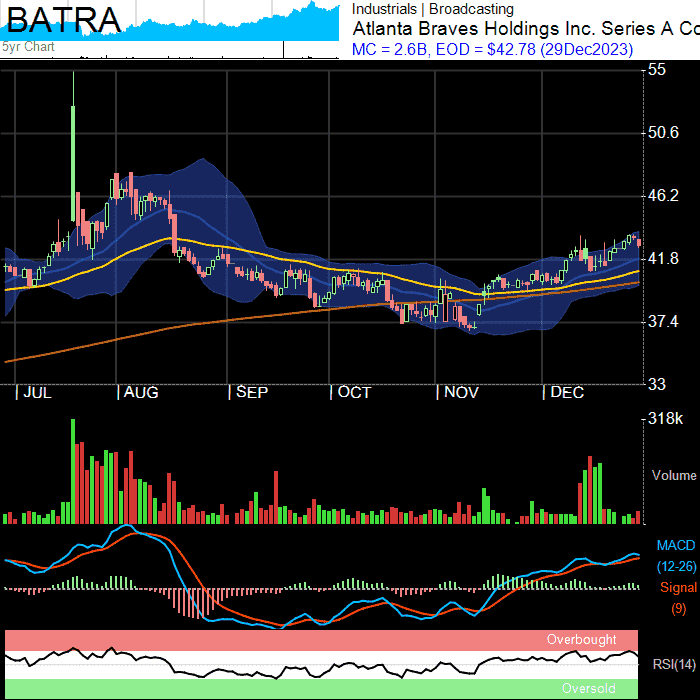 BATRA
5yr Chart
Industrials | Broadcasting
Atlanta Braves Holdings Inc. Series A Co
MC = 2.6B, EOD = $42.78 (29Dec2023)
55
50.6
46.2
41.8
37.4
33
JUL AUG SEP OCT NOV DEC
318k
Volume
MACD
(12-26)
Signal
(9)
Overbought
RSI(14)
Oversold